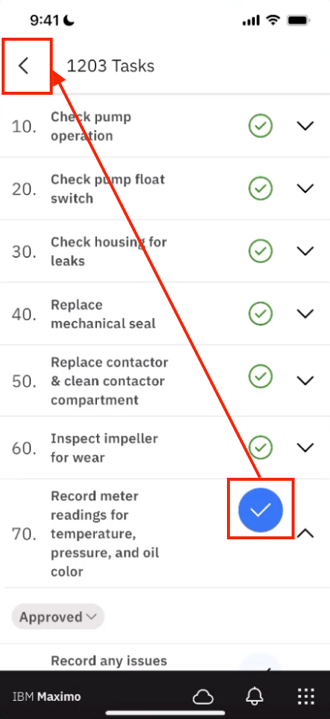 9:41
1203 Tasks
10. Check pump
operation
20. Check pump float
switch
30. Check housing for
leaks
40. Replace
mechanical seal
50. Replace contactor
& clean contactor
compartment
60. Inspect impeller
for wear
70. Record meter
readings for
temperature,
pressure, and oil
color
Approved
Record any issues
IBM Maximo